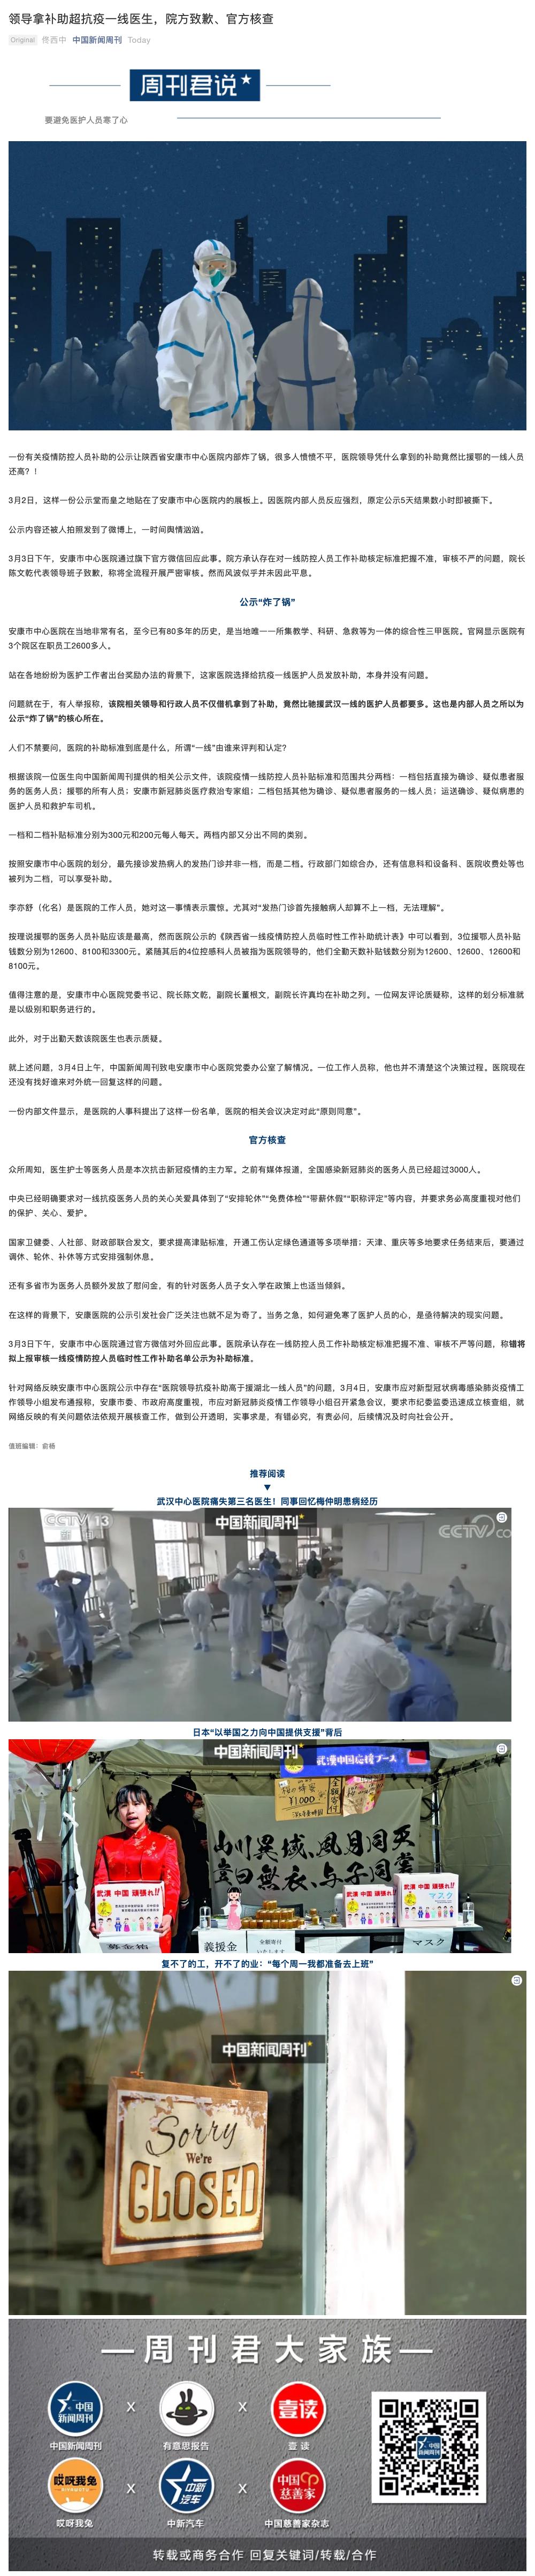 领导拿补助超抗疫一线医生，院方致歉、官方核查
Original 佟西中 中国新闻周刊 Today
周刊君说
要避免医护人员寒了心
一份有关疫情防控人员补助的公示让陕西省安康市中心医院内部炸了锅，很多人愤愤不平，医院领导凭什么拿到的补助竟然比援鄂的一线人员
还高？！
3月2日，这样一份公示堂而皇之地贴在了安康市中心医院内的展板上。因医院内部人员反应强烈，原定公示5天结果数小时即被撕下。
公示内容还被人拍照发到了微博上，一时间舆情汹汹。
3月3日下午，安康市中心医院通过旗下官方微信回应此事。院方承认存在对一线防控人员工作补助核定标准把握不准，审核不严的问题，院长
陈文乾代表领导班子致歉，称将全流程开展严密审核。然而风波似乎并未因此平息。
公示“炸了锅”
安康市中心医院在当地非常有名，至今已有80多年的历史，是当地唯一一所集教学、科研、急救等为一体的综合性三甲医院。官网显示医院有
3个院区在职员工2600多人。
站在各地纷纷为医护工作者出台奖励办法的背景下，这家医院选择给抗疫一线医护人员发放补助，本身并没有问题。
问题就在于，有人举报称，该院相关领导和行政人员不仅借机拿到了补助，竟然比驰援武汉一线的医护人员都要多。这也是内部人员之所以为
公示“炸了锅”的核心所在。
人们不禁要问，医院的补助标准到底是什么，所谓“一线”由谁来评判和认定？
根据该院一位医生向中国新闻周刊提供的相关公示文件，该院疫情一线防控人员补贴标准和范围共分两档：一档包括直接为确诊、疑似患者服
务的医务人员；援鄂的所有人员；安康市新冠肺炎医疗救治专家组；二档包括其他为确诊、疑似患者服务的一线人员；运送确诊、疑似病患的
医护人员和救护车司机。
一档和二档补贴标准分别为300元和200元每人每天。两档内部又分出不同的类别。
按照安康市中心医院的划分，最先接诊发热病人的发热门诊并非一档，而是二档。行政部门如综合办，还有信息科和设备科、医院收费处等也
被列为二档，可以享受补助。
李亦舒（化名）是医院的工作人员，她对这一事情表示震惊。尤其对“发热门诊首先接触病人却算不上一档，无法理解”。
按理说援鄂的医务人员补贴应该是最高，然而医院公示的《陕西省一线疫情防控人员临时性工作补助统计表》中可以看到，3位援鄂人员补贴
钱数分别为12600、8100和3300元。紧随其后的4位控感科人员被指为医院领导的，他们全勤天数补贴钱数分别为12600、12600、12600和
8100元。
值得注意的是，安康市中心医院党委书记、院长陈文乾，副院长董根文，副院长许真均在补助之列。一位网友评论质疑称，这样的划分标准就
是以级别和职务进行的。
此外，对于出勤天数该院医生也表示质疑。
就上述问题，3月4日上午，中国新闻周刊致电安康市中心医院党委办公室了解情况。一位工作人员称，他也并不清楚这个决策过程。医院现在
还没有找好谁来对外统一回复这样的问题。
一份内部文件显示，是医院的人事科提出了这样一份名单，医院的相关会议决定对此“原则同意”。
官方核查
众所周知，医生护士等医务人员是本次抗击新冠疫情的主力军。之前有媒体报道，全国感染新冠肺炎的医务人员已经超过3000人。
中央已经明确要求对一线抗疫医务人员的关心关爱具体到了“安排轮休”“免费体检”“带薪休假”“职称评定”等内容，并要求务必高度重视对他们
的保护、关心、爱护。
国家卫健委、人社部、财政部联合发文，要求提高津贴标准，开通工伤认定绿色通道等多项举措；天津、重庆等多地要求任务结束后，要通过
调休、轮休、补休等方式安排强制休息。
还有多省市为医务人员额外发放了慰问金，有的针对医务人员子女入学在政策上也适当倾斜。
在这样的背景下，安康医院的公示引发社会广泛关注也就不足为奇了。当务之急，如何避免寒了医护人员的心，是亟待解决的现实问题。
3月3日下午，安康市中心医院通过官方微信对外回应此事。医院承认存在一线防控人员工作补助核定标准把握不准、审核不严等问题，称错将
拟上报审核一线疫情防控人员临时性工作补助名单公示为补助标准。
针对网络反映安康市中心医院公示中存在“医院领导抗疫补助高于援湖北一线人员”的问题，3月4日，安康市应对新型冠状病毒感染肺炎疫情工
作领导小组发布通报称，安康市委、市政府高度重视，市应对新冠肺炎疫情工作领导小组召开紧急会议，要求市纪委监委迅速成立核查组，就
网络反映的有关问题依法依规开展核查工作，做到公开透明，实事求是，有错必究，有责必问，后续情况及时向社会公开。
值班编辑：俞杨
推荐阅读
▼
武汉中心医院痛失第三名医生！同事回忆梅仲明患病经历
CCTV 13
新闻
中国新闻周刊
CCTV.CO
日本“以举国之力向中国提供支援”背后
中国新闻周刊
¥1000
山川異域、風月同天
豈曰無衣、与子同裳
武漢 中国 頑張れ!!
武漢 中国 頑張れ!!
マスク
義援金
マスク
复不了的工，开不了的业：“每个周一我都准备去上班”
中国新闻周刊
Sorry
We're
CLOSED
周刊君大家族
中国新闻周刊 X X 壹读
中国新闻周刊 有意思报告 壹 读
哎呀我兔 X 中新汽车 X 中国慈善家
哎呀我兔 中新汽车 中国慈善家杂志
中国新闻周刊
转载或商务合作 回复关键词/转载/合作